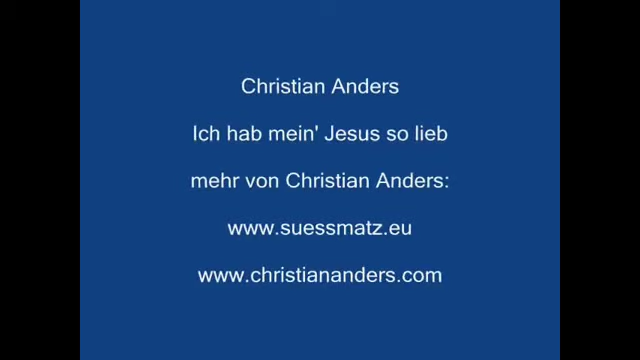 Christian Anders
Ich hab mein' Jesus so lieb
mehr von Christian Anders:
www.suessmatz.eu
www.christiananders.com